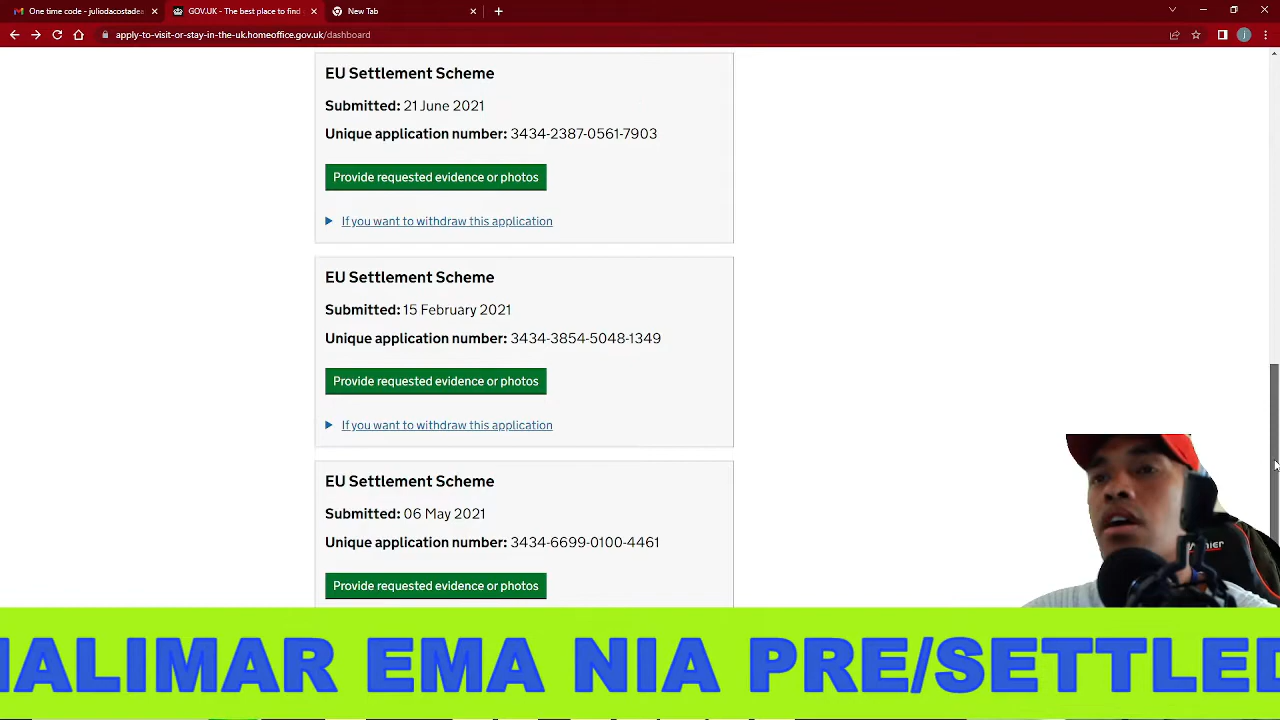 One time code - juliodacostadea
GOV.UK - The best place to find
New Tab
apply-to-visit-or-stay-in-the-uk.homeoffice.gov.uk/dashboard
j
EU Settlement Scheme
Submitted: 21 June 2021
Unique application number: 3434-2387-0561-7903
Provide requested evidence or photos
If you want to withdraw this application
EU Settlement Scheme
Submitted: 15 February 2021
Unique application number: 3434-3854-5048-1349
Provide requested evidence or photos
If you want to withdraw this application
EU Settlement Scheme
Submitted: 06 May 2021
Unique application number: 3434-6699-0100-4461
Provide requested evidence or photos
HALIMAR EMA NIA PRE/SETTLED